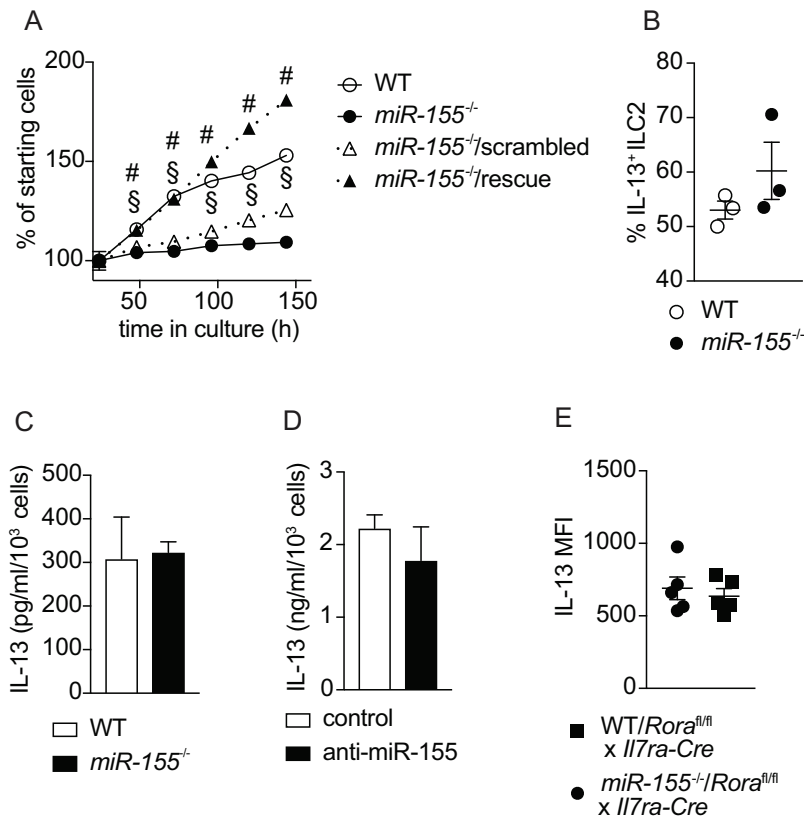 A
% of starting cells
200
150
100
# # # # #
§ § § § §
50 100 150
time in culture (h)
WT
miR-155-/-
miR-155-/-/scrambled
miR-155-/-/rescue
B
% IL-13+ ILC2
80
70
60
50
40
WT
miR-155-/-
C
IL-13 (pg/ml/10³ cells)
500
400
300
200
100
0
WT
miR-155-/-
D
IL-13 (ng/ml/10³ cells)
3
2
1
0
control
anti-miR-155
E
IL-13 MFI
1500
1000
500
0
WT/Rorafl/fl
x Il7ra-Cre
miR-155-/-/Rorafl/fl
x Il7ra-Cre